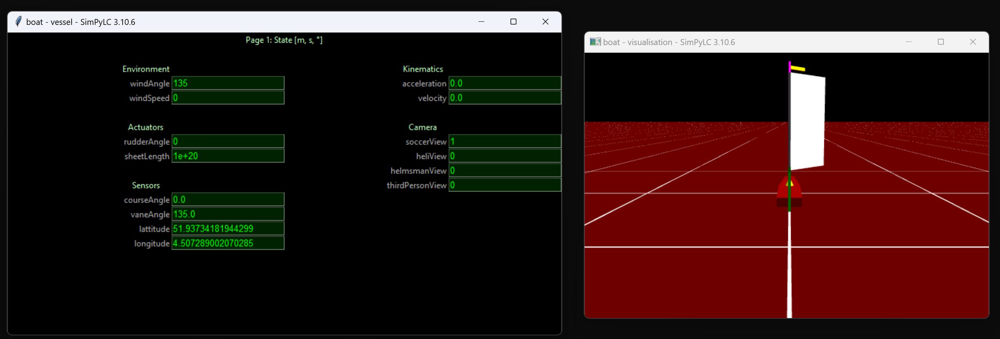 boat - vessel - SimPyLC 3.10.6
Page 1: State [m, s, °]
Environment
windAngle 135
windSpeed 0
Actuators
rudderAngle 0
sheetLength 1e+20
Sensors
courseAngle 0.0
vaneAngle 135.0
lattitude 51.93734181944299
longitude 4.507289002070285
Kinematics
acceleration 0.0
velocity 0.0
Camera
soccerView 1
heliView 0
helmsmanView 0
thirdPersonView 0
boat - visualisation - SimPyLC 3.10.6